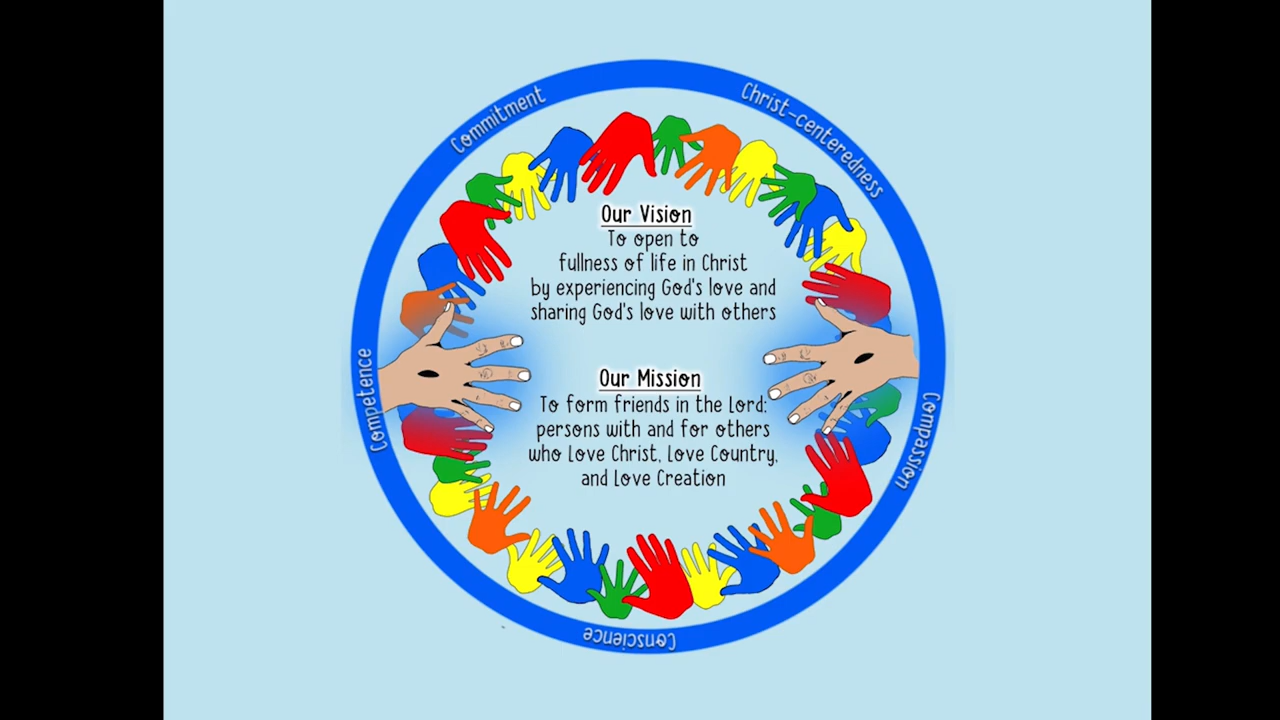 Commitment
Christ-centeredness
Our Vision
To open to
fullness of life in Christ
by experiencing God's love and
sharing God's love with others
Competence
Our Mission
To form friends in the Lord:
persons with and for others
who Love Christ, Love Country,
and Love Creation
Compassion
Conscience